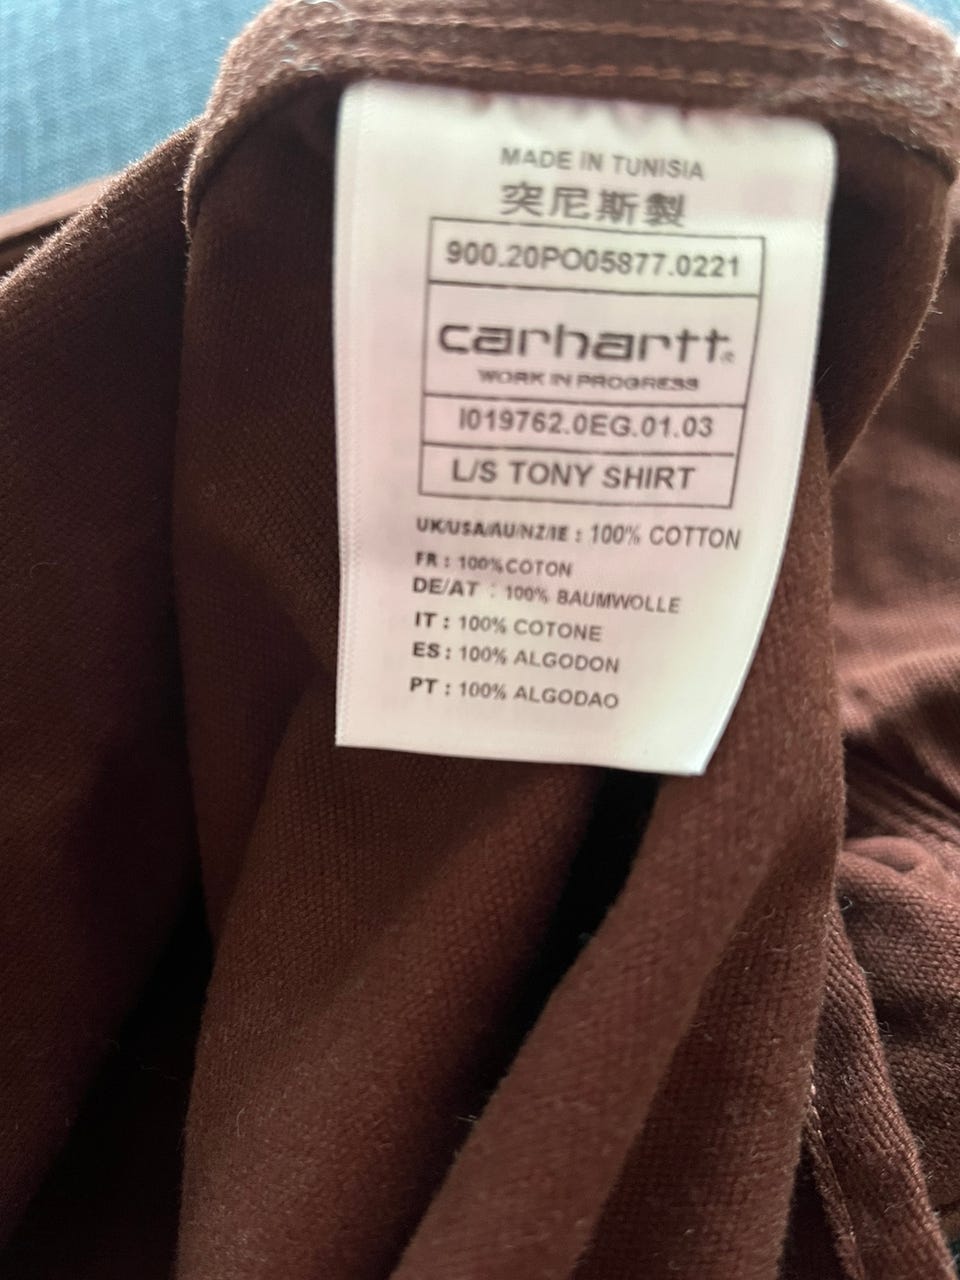 MADE IN TUNISIA
突尼斯製
900.20PO05877.0221
carhartt®
WORK IN PROGRESS
I019762.0EG.01.03
L/S TONY SHIRT
UK/USA/AU/NZ/IE : 100% COTTON
FR : 100%COTON
DE/AT : 100% BAUMWOLLE
IT : 100% COTONE
ES : 100% ALGODON
PT : 100% ALGODAO